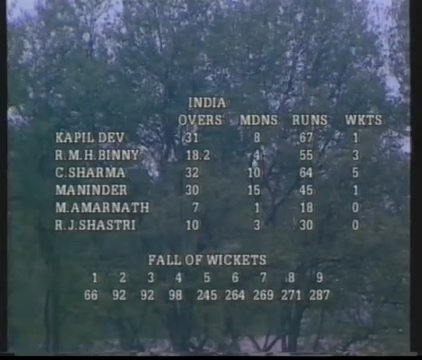 INDIA
OVERS MDNS RUNS WKTS
KAPIL DEV 31 8 67 1
R.M.H.BINNY 18.2 4 55 3
C.SHARMA 32 10 64 5
MANINDER 30 15 45 1
M.AMARNATH 7 1 18 0
R.J.SHASTRI 10 3 30 0
FALL OF WICKETS
1 2 3 4 5 6 7 8 9
66 92 92 98 245 264 269 271 287